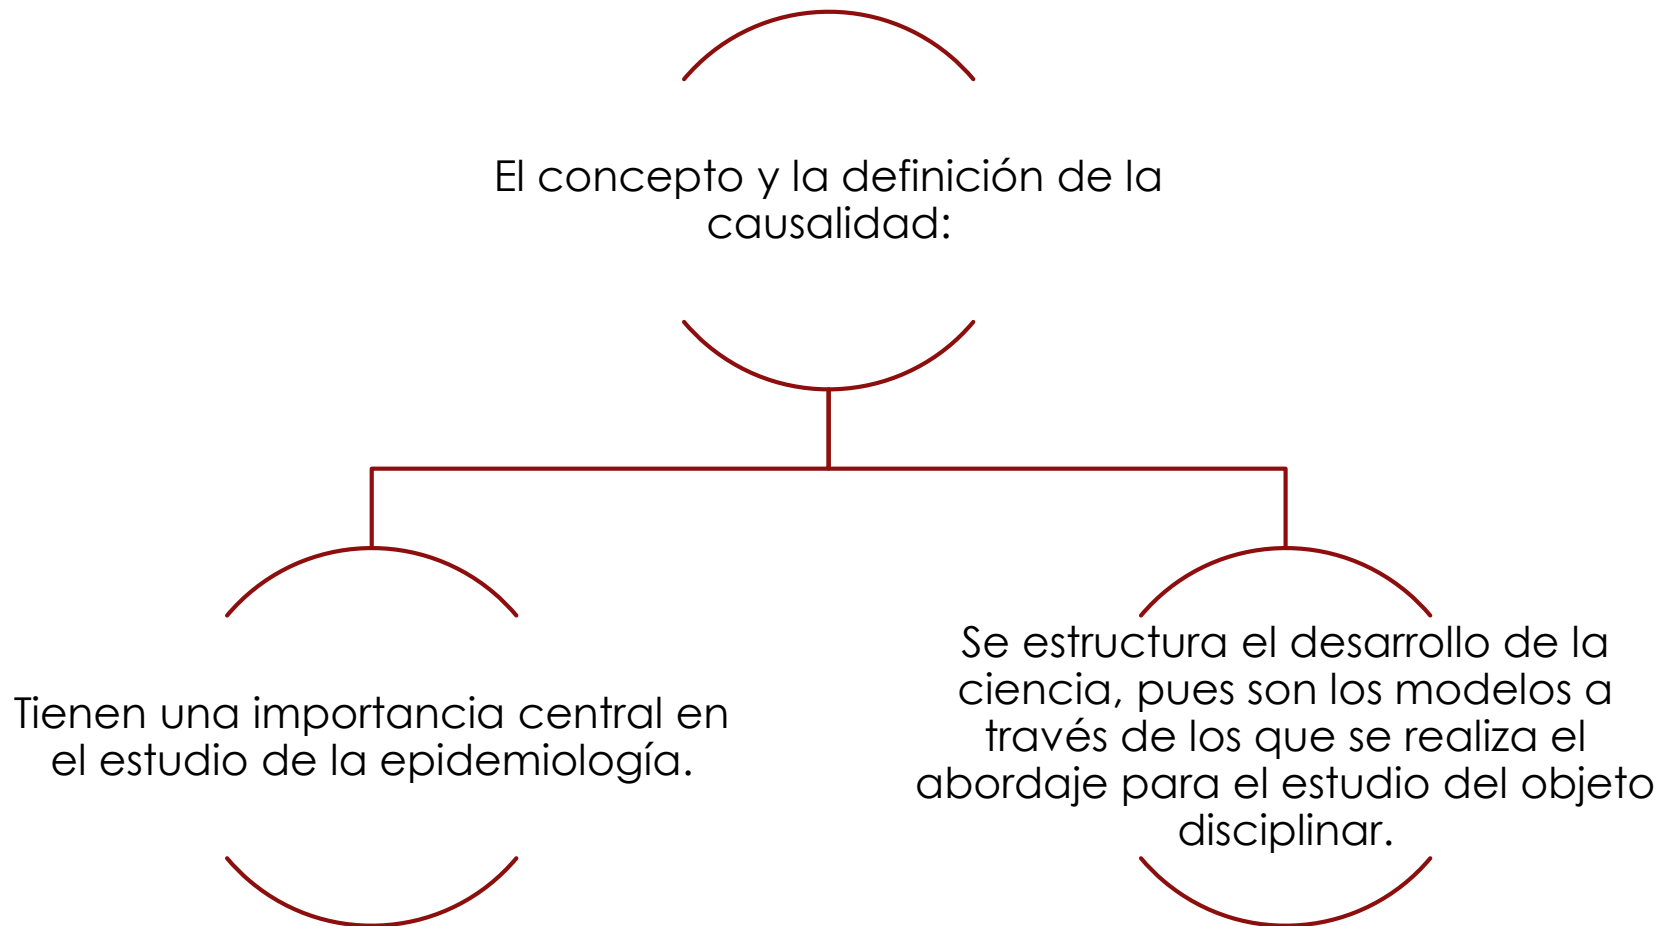 El concepto y la definición de la
causalidad:
Tienen una importancia central en
el estudio de la epidemiología.
Se estructura el desarrollo de la
ciencia, pues son los modelos a
través de los que se realiza el
abordaje para el estudio del objeto
disciplinar.